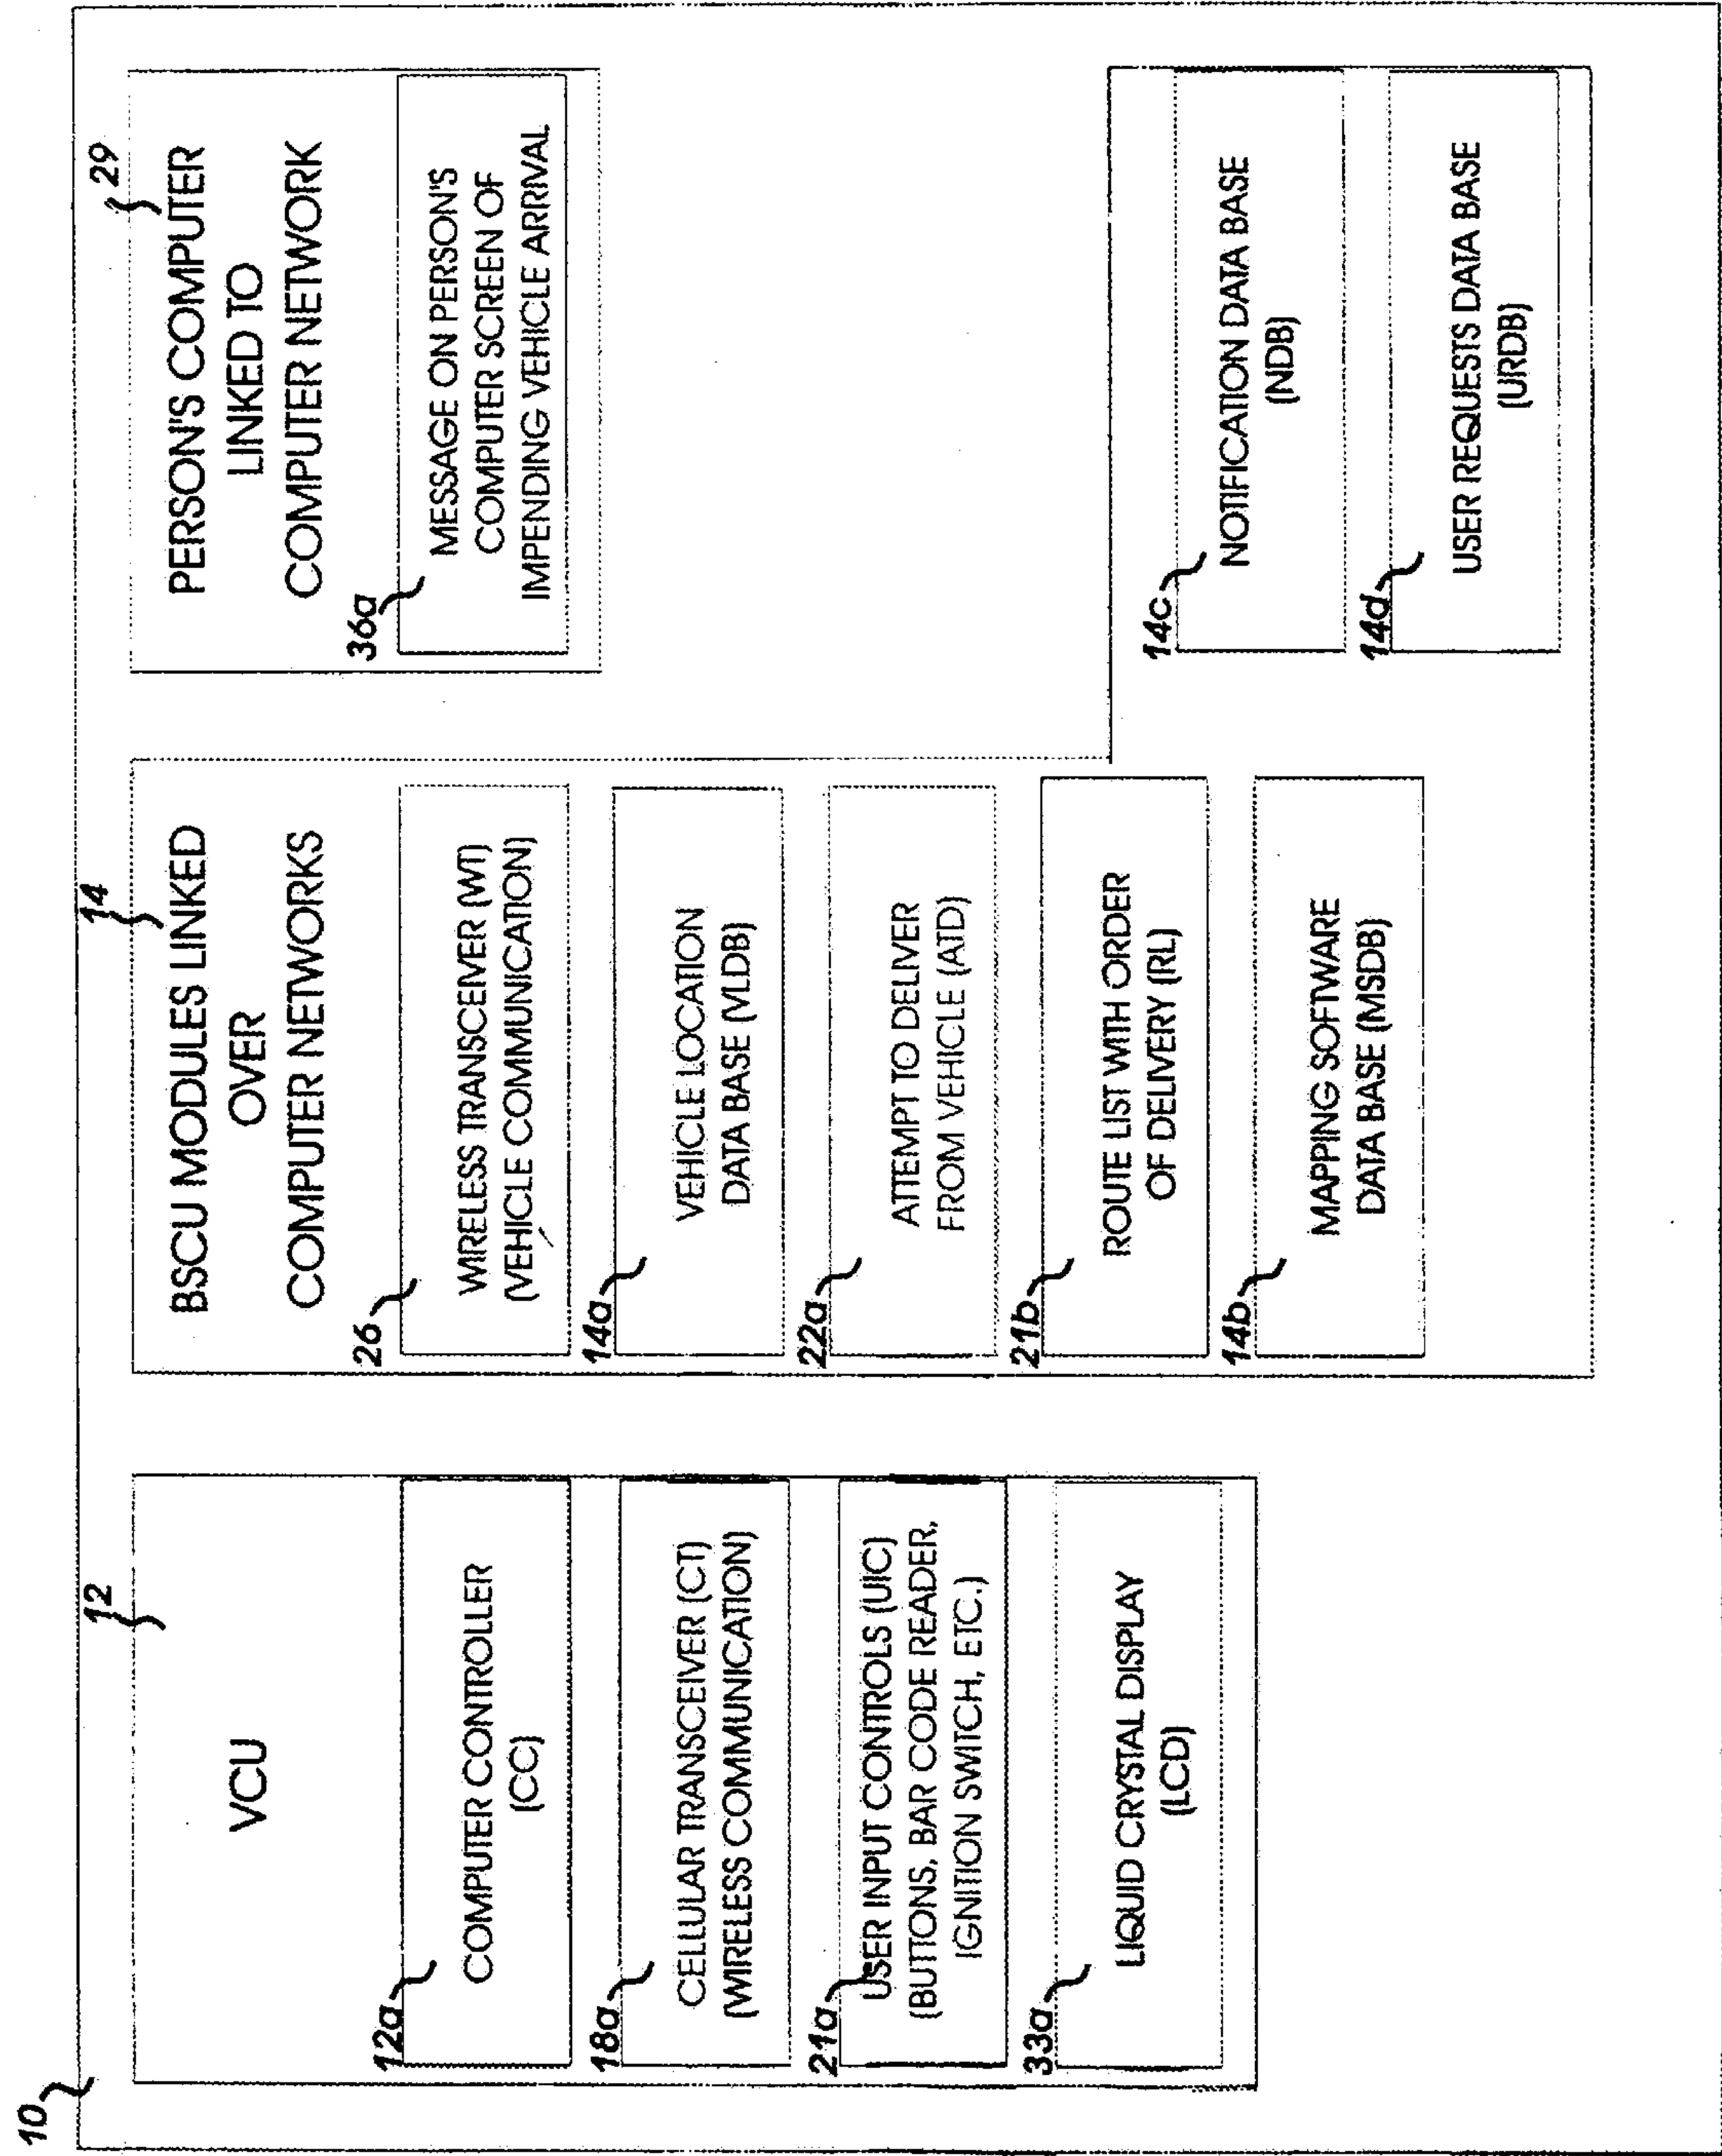 10
12
VCU
12a
COMPUTER CONTROLLER
(CC)
18a
CELLULAR TRANSCEIVER (CT)
(WIRELESS COMMUNICATION)
21a
USER INPUT CONTROLS (UIC)
(BUTTONS, BAR CODE READER,
IGNITION SWITCH, ETC.)
33a
LIQUID CRYSTAL DISPLAY
(LCD)
14
BSCU MODULES LINKED
OVER
COMPUTER NETWORKS
26
WIRELESS TRANSCEIVER (WT)
(VEHICLE COMMUNICATION)
14a
VEHICLE LOCATION
DATA BASE (VLDB)
22a
ATTEMPT TO DELIVER
FROM VEHICLE (ATD)
21b
ROUTE LIST WITH ORDER
OF DELIVERY (RL)
14b
MAPPING SOFTWARE
DATA BASE (MSDB)
29
PERSON'S COMPUTER
LINKED TO
COMPUTER NETWORK
36a
MESSAGE ON PERSON'S
COMPUTER SCREEN OF
IMPENDING VEHICLE ARRIVAL
14c
NOTIFICATION DATA BASE
(NDB)
14d
USER REQUESTS DATA BASE
(URDB)